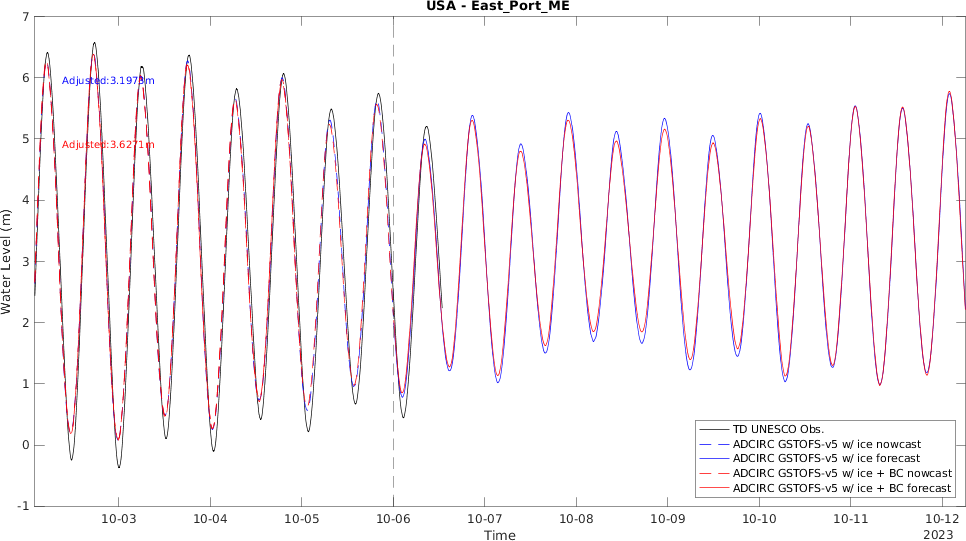 USA - East_Port_ME
Adjusted:3.1973m
Adjusted:3.6271m
Water Level (m)
7
6
5
4
3
2
1
0
-1
10-03
10-04
10-05
10-06
10-07
10-08
10-09
10-10
10-11
10-12
2023
Time
TD UNESCO Obs.
ADCIRC GSTOFS-v5 w/ ice nowcast
ADCIRC GSTOFS-v5 w/ ice forecast
ADCIRC GSTOFS-v5 w/ ice + BC nowcast
ADCIRC GSTOFS-v5 w/ ice + BC forecast